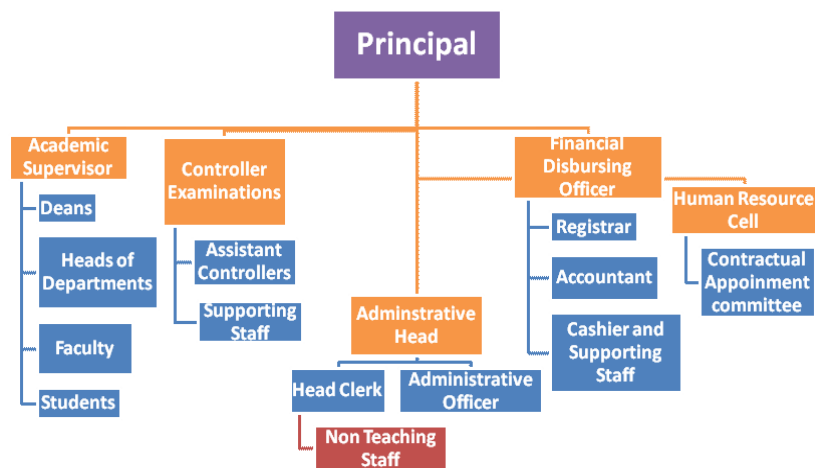 Principal
Academic
Supervisor
Deans
Heads of
Departments
Faculty
Students
Controller
Examinations
Assistant
Controllers
Supporting
Staff
Adminstrative
Head
Head Clerk
Administrative
Officer
Non Teaching
Staff
Financial
Disbursing
Officer
Registrar
Accountant
Cashier and
Supporting
Staff
Human Resource
Cell
Contractual
Appoinment
committee